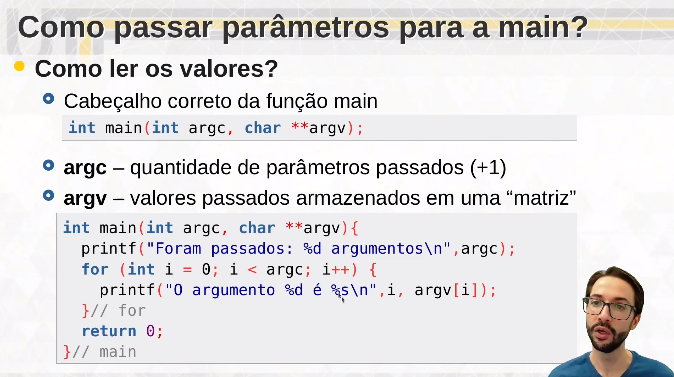 Como passar parâmetros para a main?
Como ler os valores?
Cabeçalho correto da função main
int main(int argc, char **argv);
argc – quantidade de parâmetros passados (+1)
argv – valores passados armazenados em uma “matriz”
int main(int argc, char **argv){
printf("Foram passados: %d argumentos\n",argc);
for (int i = 0; i < argc; i++) {
printf("O argumento %d é %s\n",i, argv[i]);
}// for
return 0;
}// main